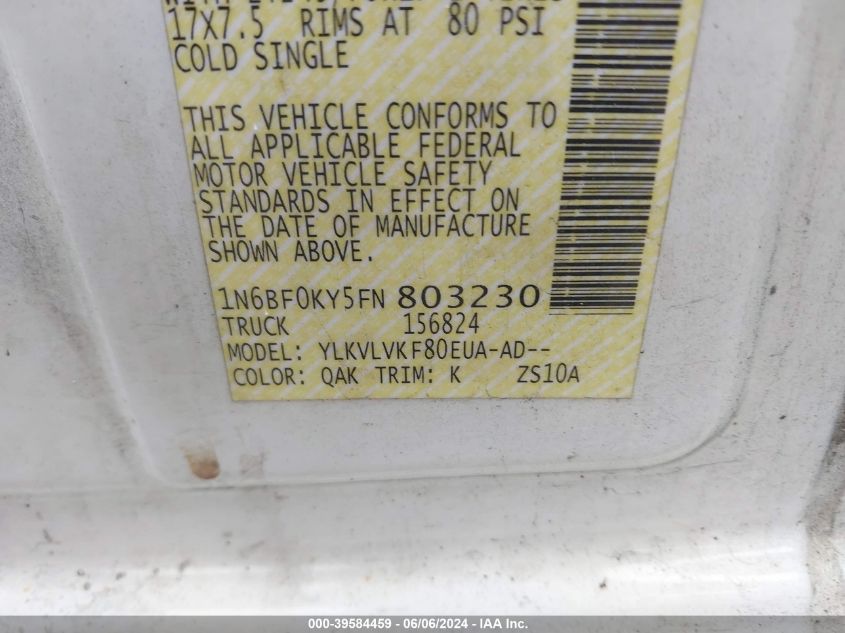 17X7.5 RIMS AT 80 PSI
COLD SINGLE
THIS VEHICLE CONFORMS TO
ALL APPLICABLE FEDERAL
MOTOR VEHICLE SAFETY
STANDARDS IN EFFECT ON
THE DATE OF MANUFACTURE
SHOWN ABOVE.
1N6BF0KY5FN 803230
TRUCK 156824
MODEL: YLKVLVKF80EUA-AD--
COLOR: QAK TRIM: K ZS10A
000-39584459 - 06/06/2024 - IAA Inc.